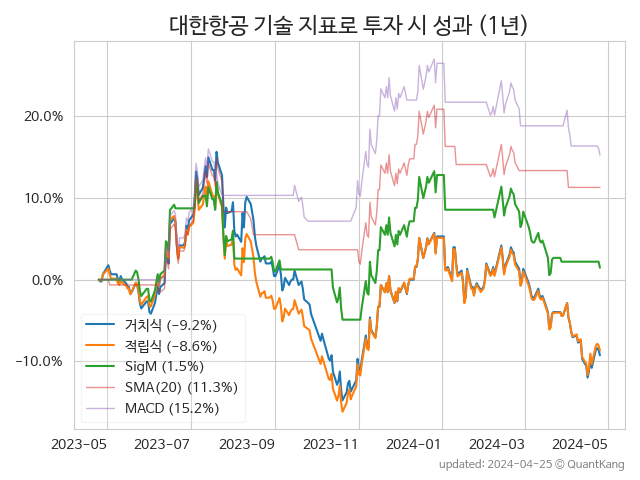 대한항공 기술 지표로 투자 시 성과 (1년)
20.0%
10.0%
0.0%
−10.0%
거치식 (−9.2%)
적립식 (−8.6%)
SigM (1.5%)
SMA(20) (11.3%)
MACD (15.2%)
2023-05 2023-07 2023-09 2023-11 2024-01 2024-03 2024-05
updated: 2024-04-25 © QuantKang